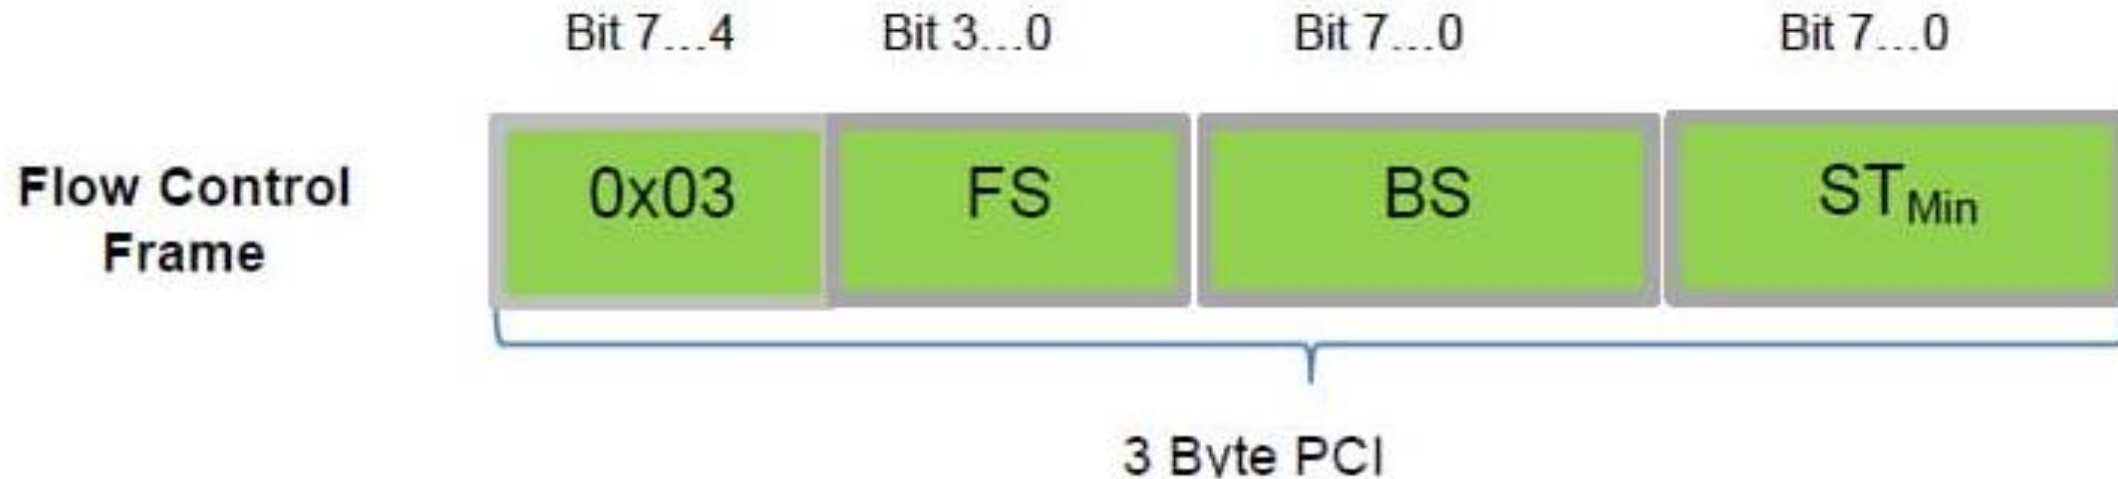 Bit 7...4 Bit 3...0 Bit 7...0 Bit 7...0
Flow Control
Frame
0x03 FS BS STMin
3 Byte PCI